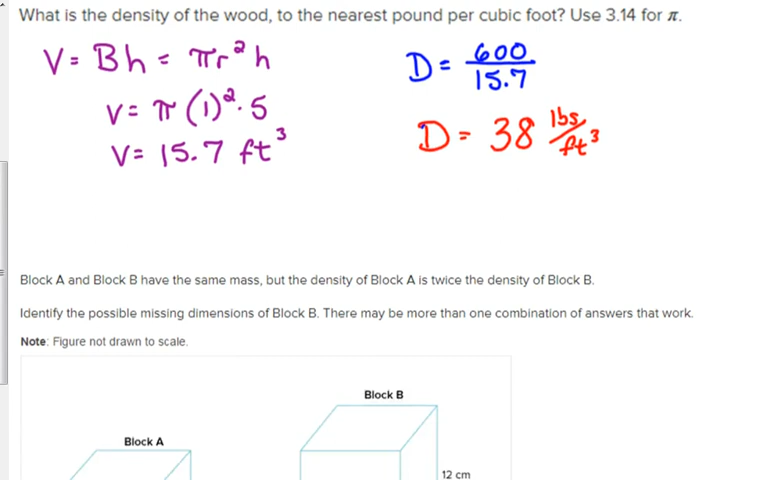 What is the density of the wood, to the nearest pound per cubic foot? Use 3.14 for π.
V = Bh = πr²h
V = π(1)²·5
V = 15.7 ft³
D = 600/15.7
D = 38 lbs/ft³
Block A and Block B have the same mass, but the density of Block A is twice the density of Block B.
Identify the possible missing dimensions of Block B. There may be more than one combination of answers that work.
Note: Figure not drawn to scale.
Block B
Block A
12 cm